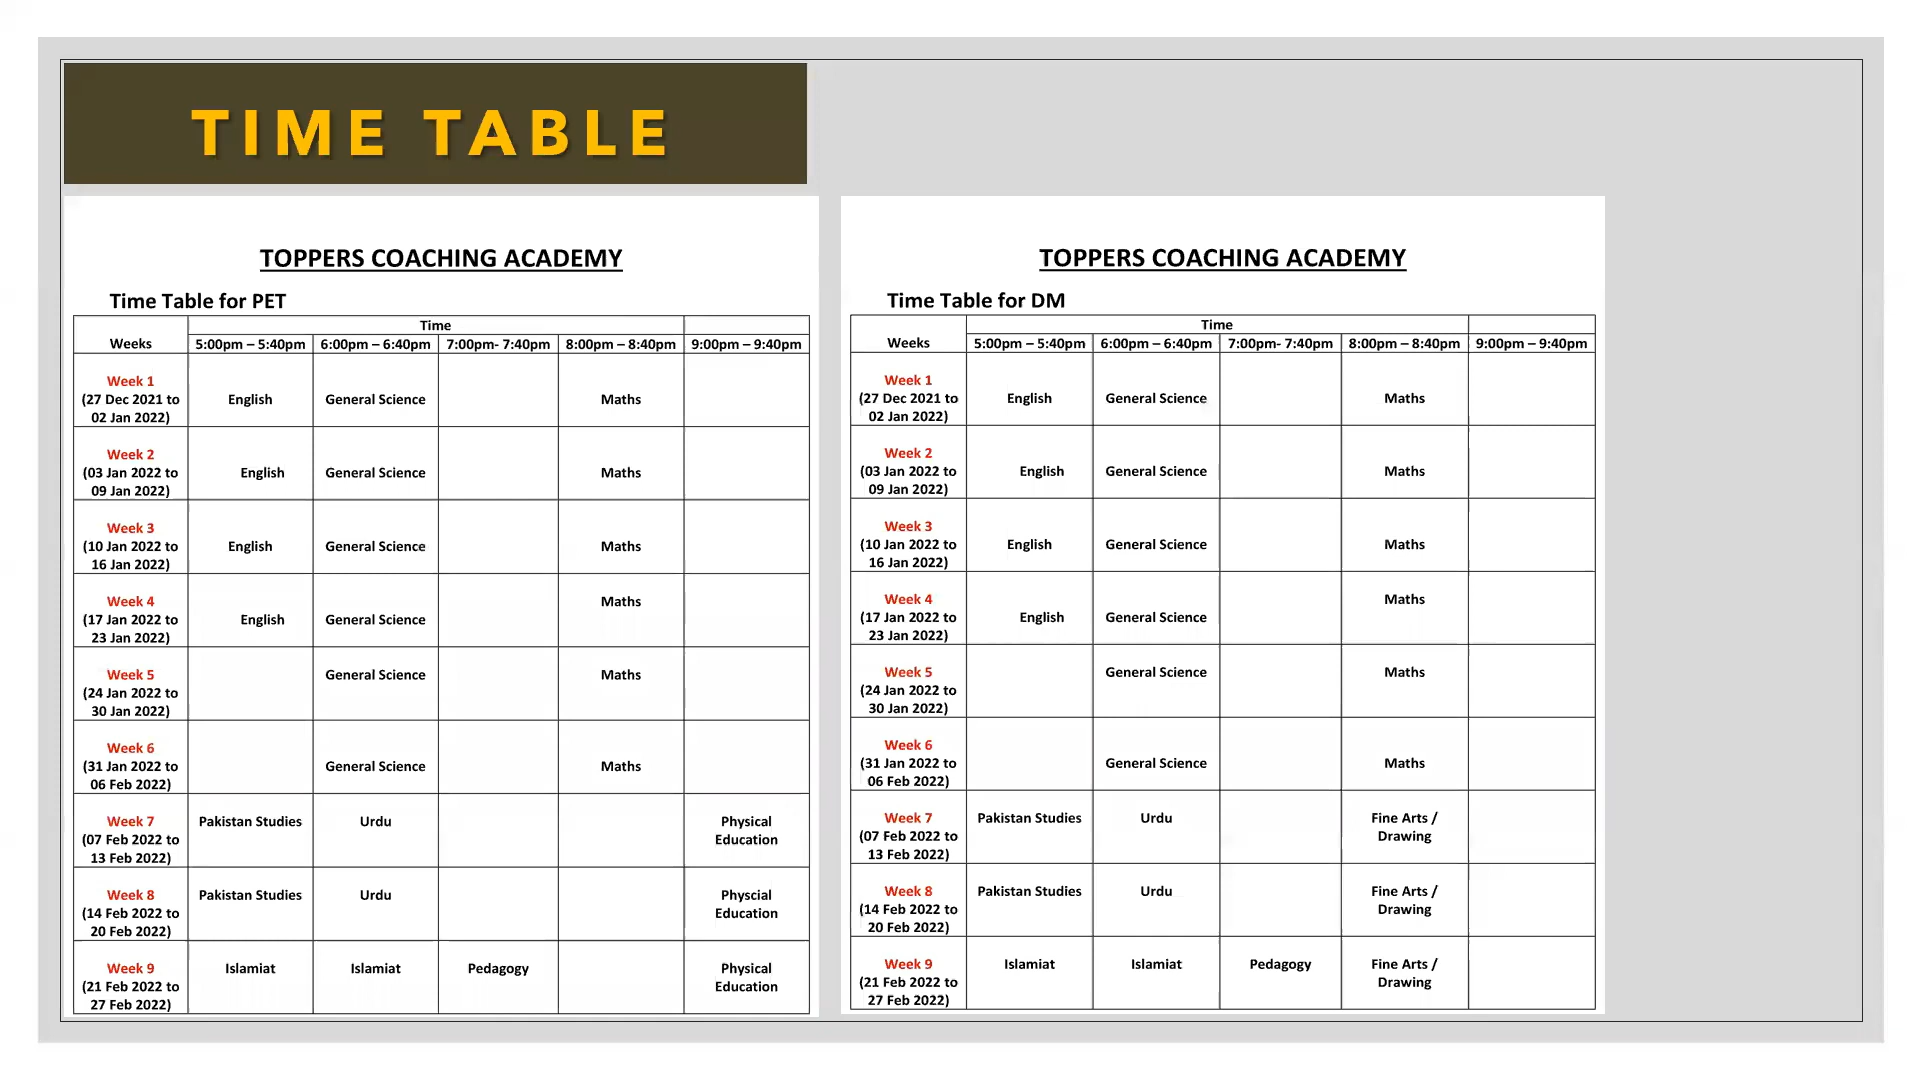 TIME TABLE
TOPPERS COACHING ACADEMY
Time Table for PET
Time
Weeks 5:00pm – 5:40pm 6:00pm – 6:40pm 7:00pm- 7:40pm 8:00pm – 8:40pm 9:00pm – 9:40pm
Week 1
(27 Dec 2021 to English General Science Maths
02 Jan 2022)
Week 2
(03 Jan 2022 to English General Science Maths
09 Jan 2022)
Week 3
(10 Jan 2022 to English General Science Maths
16 Jan 2022)
Week 4 Maths
(17 Jan 2022 to English General Science
23 Jan 2022)
Week 5 General Science Maths
(24 Jan 2022 to
30 Jan 2022)
Week 6
(31 Jan 2022 to General Science Maths
06 Feb 2022)
Week 7 Pakistan Studies Urdu Physical
(07 Feb 2022 to Education
13 Feb 2022)
Week 8 Pakistan Studies Urdu Physcial
(14 Feb 2022 to Education
20 Feb 2022)
Week 9 Islamiat Islamiat Pedagogy Physical
(21 Feb 2022 to Education
27 Feb 2022)
TOPPERS COACHING ACADEMY
Time Table for DM
Time
Weeks 5:00pm – 5:40pm 6:00pm – 6:40pm 7:00pm- 7:40pm 8:00pm – 8:40pm 9:00pm – 9:40pm
Week 1
(27 Dec 2021 to English General Science Maths
02 Jan 2022)
Week 2
(03 Jan 2022 to English General Science Maths
09 Jan 2022)
Week 3
(10 Jan 2022 to English General Science Maths
16 Jan 2022)
Week 4 Maths
(17 Jan 2022 to English General Science
23 Jan 2022)
Week 5 General Science Maths
(24 Jan 2022 to
30 Jan 2022)
Week 6
(31 Jan 2022 to General Science Maths
06 Feb 2022)
Week 7 Pakistan Studies Urdu Fine Arts /
(07 Feb 2022 to Drawing
13 Feb 2022)
Week 8 Pakistan Studies Urdu Fine Arts /
(14 Feb 2022 to Drawing
20 Feb 2022)
Week 9 Islamiat Islamiat Pedagogy Fine Arts /
(21 Feb 2022 to Drawing
27 Feb 2022)